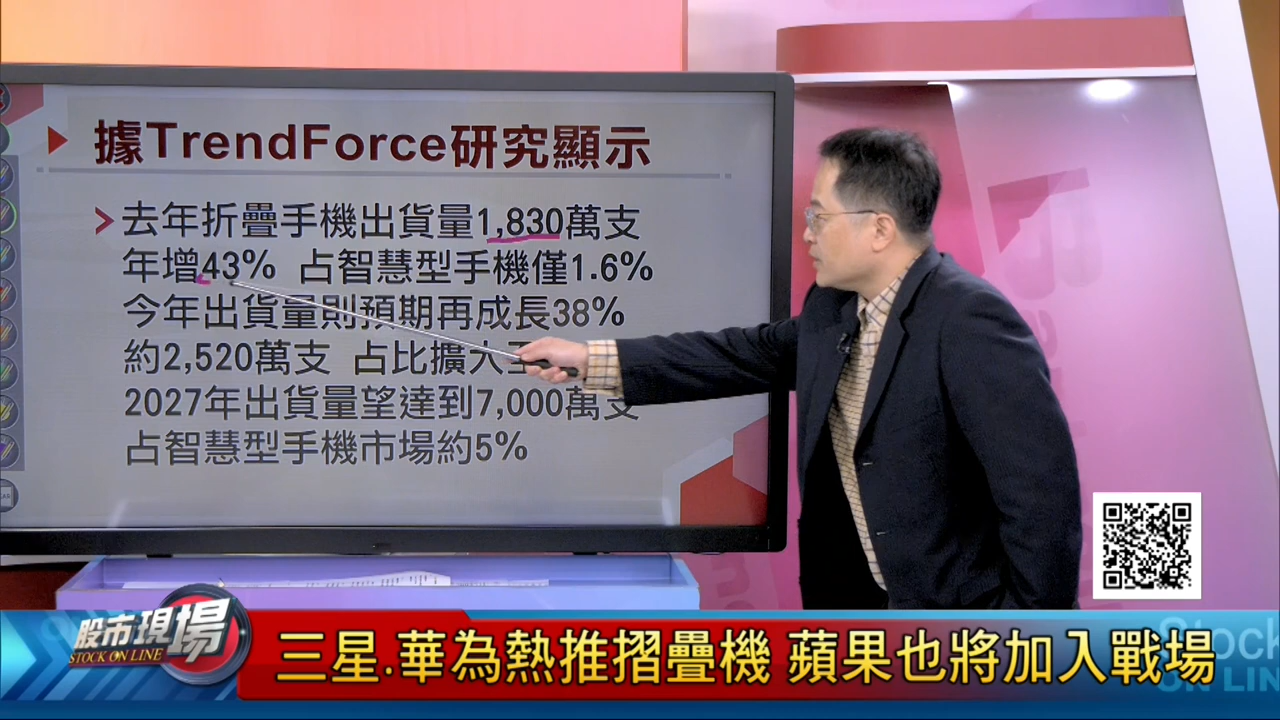 據TrendForce研究顯示
去年折疊手機出貨量1,830萬支
年增43% 占智慧型手機僅1.6%
今年出貨量則預期再成長38%
約2,520萬支 占比擴大
2027年出貨量望達到7,000萬支
占智慧型手機市場約5%
股市現場
STOCK ON LINE
三星.華為熱推摺疊機 蘋果也將加入戰場
Stock
ON LIN